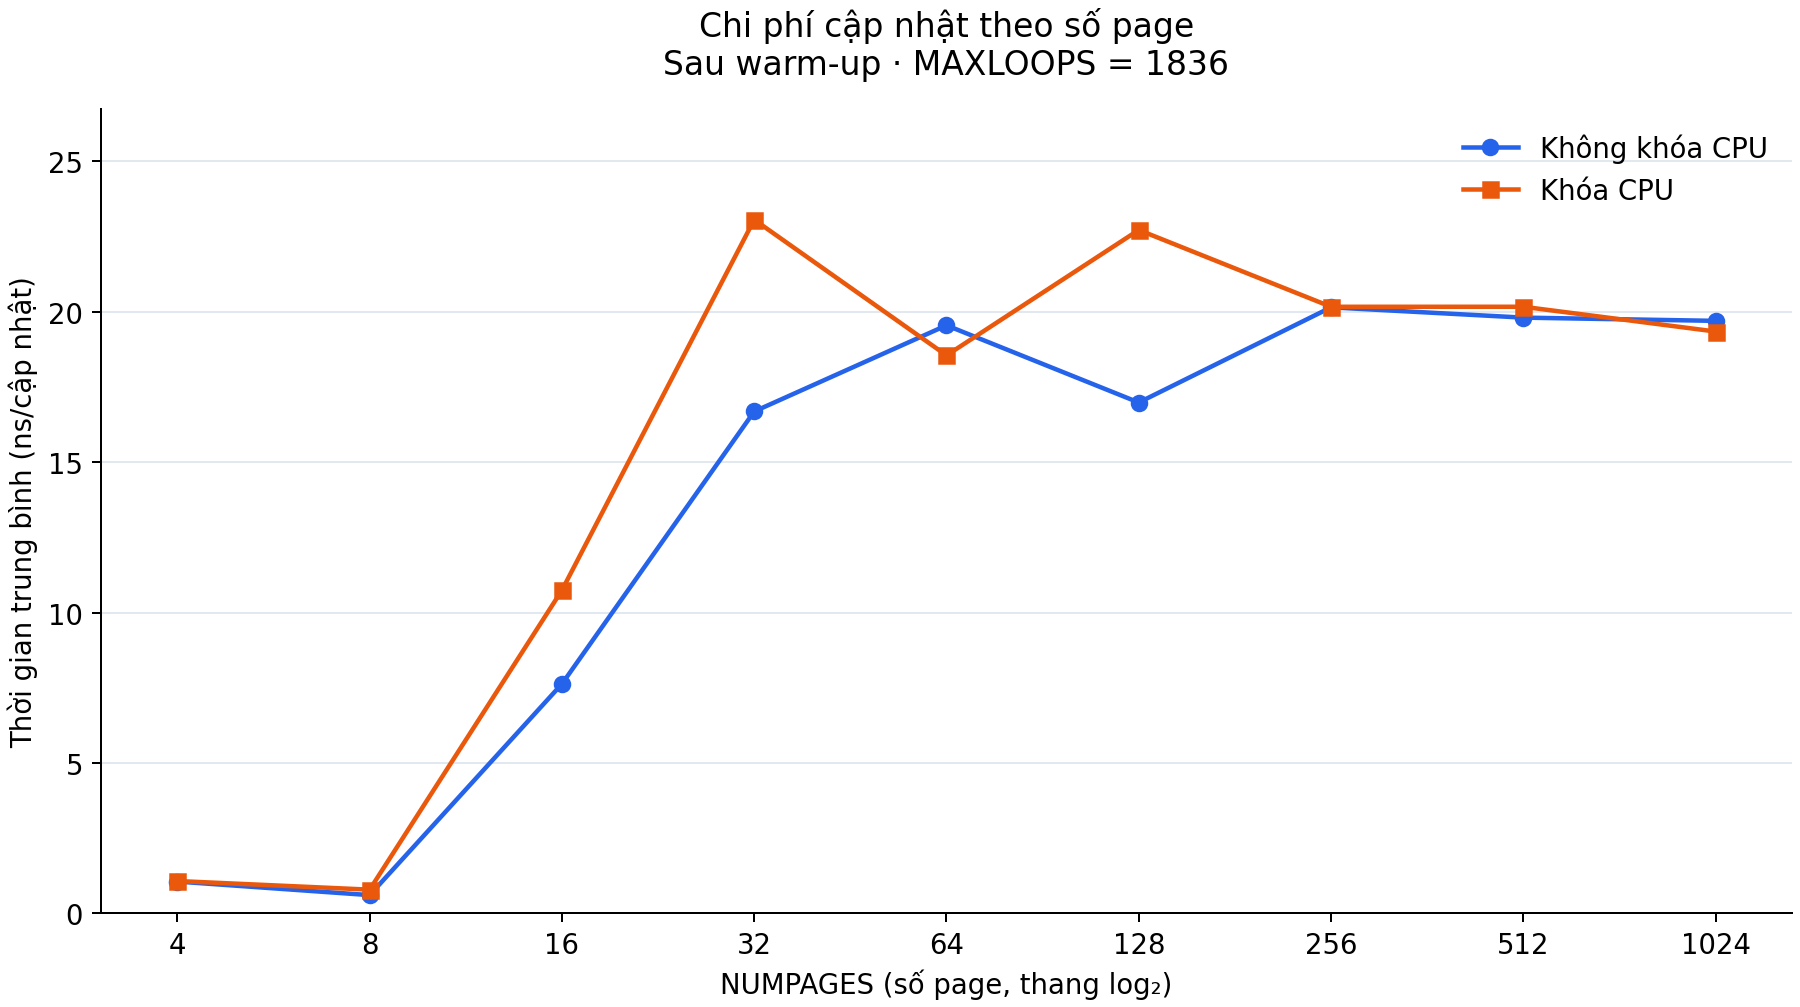 Chi phí cập nhật theo số page
Sau warm-up · MAXLOOPS = 1836
Thời gian trung bình (ns/cập nhật)
25
20
15
10
5
0
Không khóa CPU
Khóa CPU
4 8 16 32 64 128 256 512 1024
NUMPAGES (số page, thang log₂)